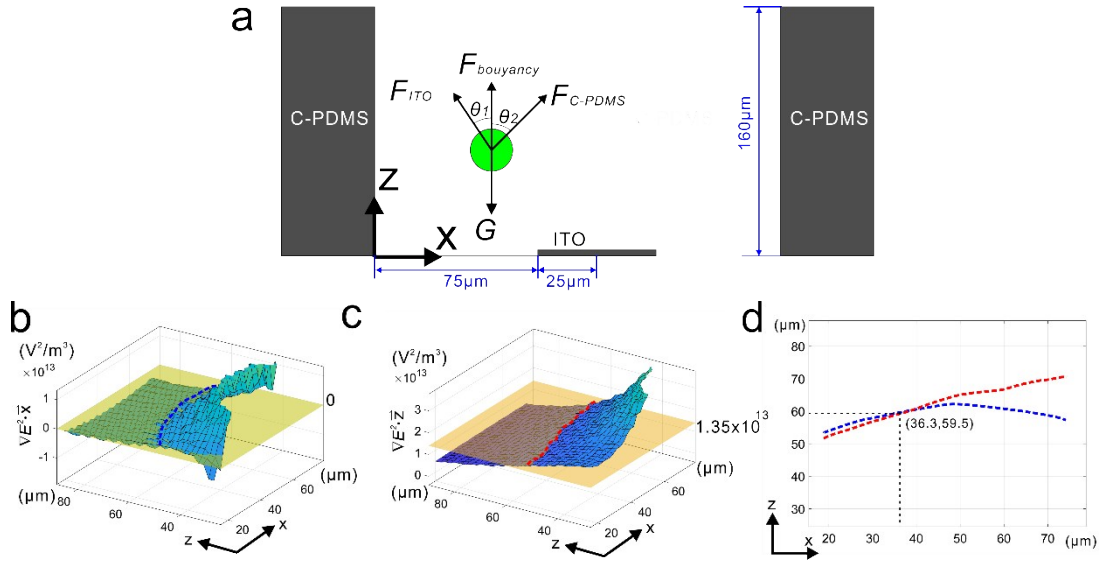 a
C-PDMS
F_ITO
F_bouyancy
F_C-PDMS
θ1
θ2
G
Z
X
ITO
75μm
25μm
160μm
C-PDMS
b
(V²/m³)
×10¹³
∇E²·x̄
1
0
-1
0
(μm)
80
60
40
20
z
(μm)
60
40
20
x
c
(V²/m³)
×10¹³
∇E²·z̄
3
2
1
0
1.35x10¹³
(μm)
80
60
40
20
z
(μm)
60
40
20
x
d
(μm)
80
70
60
50
40
30
(36.3,59.5)
z
x
20
30
40
50
60
70
(μm)